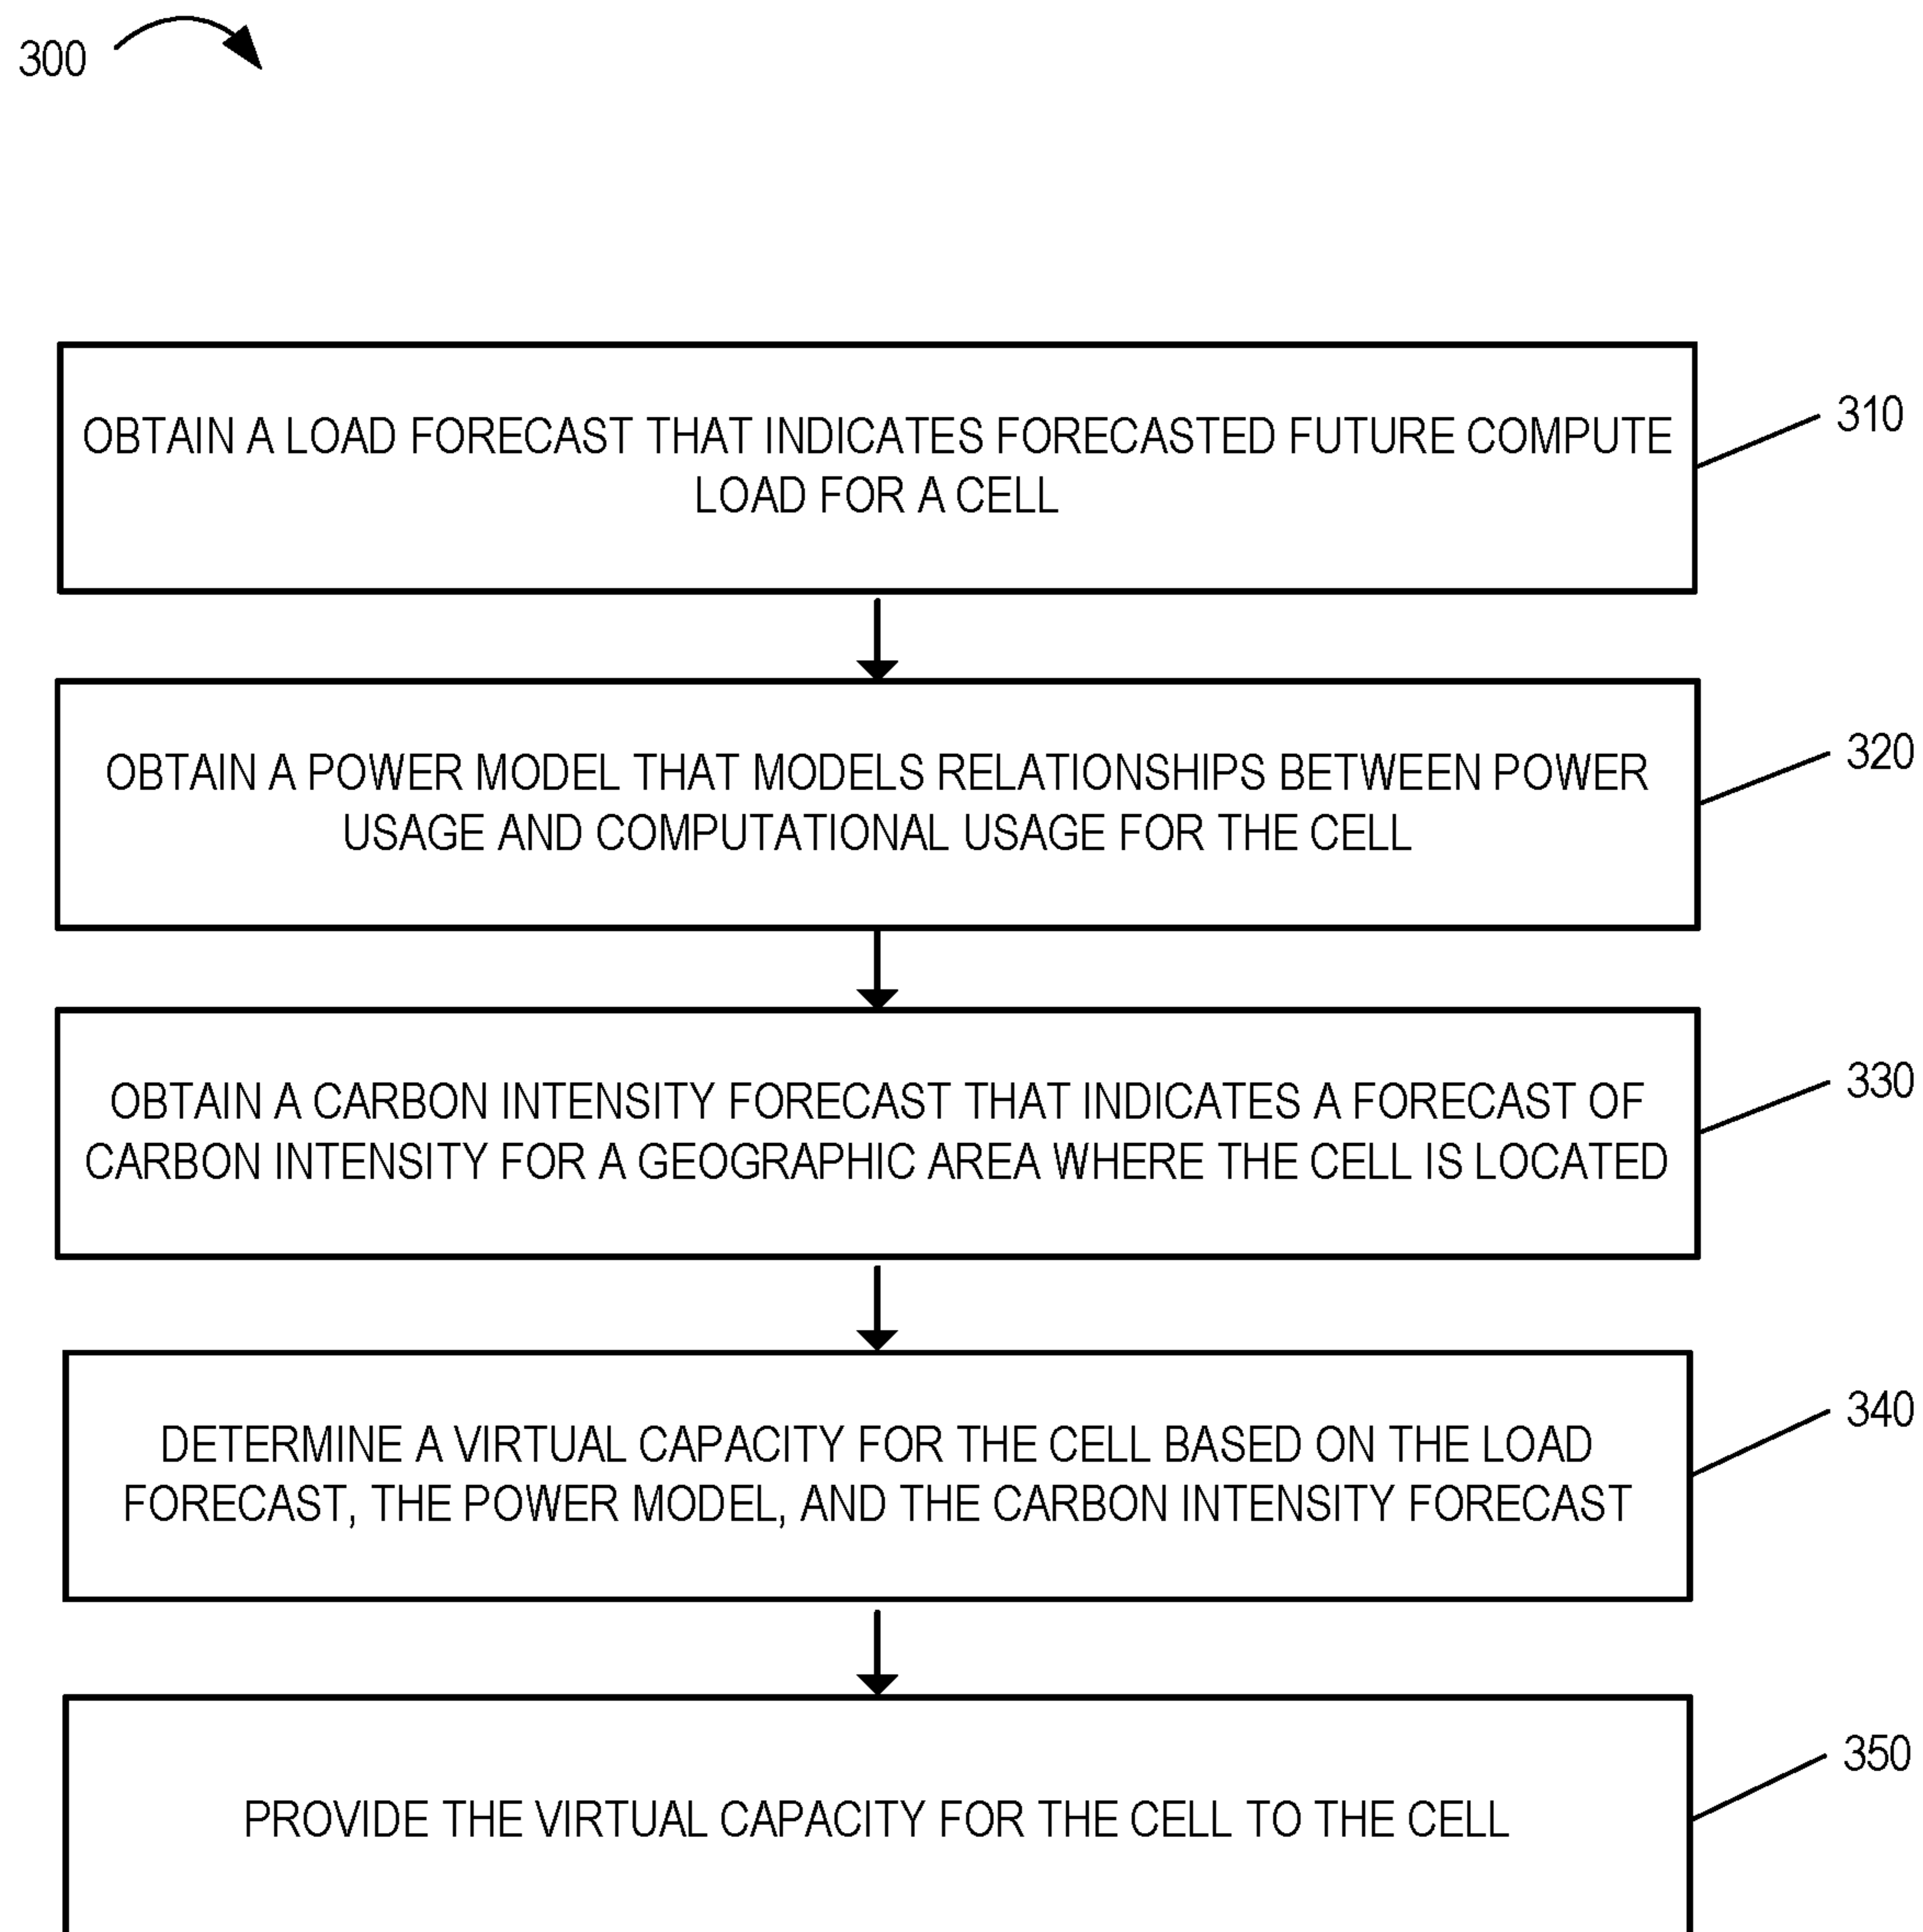 300
OBTAIN A LOAD FORECAST THAT INDICATES FORECASTED FUTURE COMPUTE
LOAD FOR A CELL
310
OBTAIN A POWER MODEL THAT MODELS RELATIONSHIPS BETWEEN POWER
USAGE AND COMPUTATIONAL USAGE FOR THE CELL
320
OBTAIN A CARBON INTENSITY FORECAST THAT INDICATES A FORECAST OF
CARBON INTENSITY FOR A GEOGRAPHIC AREA WHERE THE CELL IS LOCATED
330
DETERMINE A VIRTUAL CAPACITY FOR THE CELL BASED ON THE LOAD
FORECAST, THE POWER MODEL, AND THE CARBON INTENSITY FORECAST
340
PROVIDE THE VIRTUAL CAPACITY FOR THE CELL TO THE CELL
350